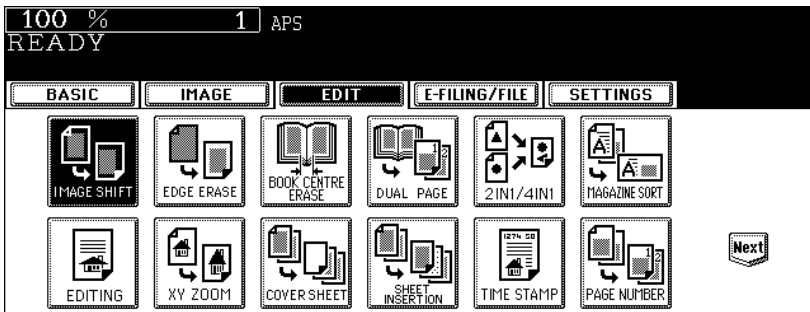 100 % 1 APS
READY
BASIC IMAGE EDIT E-FILING/FILE SETTINGS
IMAGE SHIFT EDGE ERASE BOOK CENTRE ERASE DUAL PAGE 2IN1/4IN1 MAGAZINE SORT
Next
EDITING XY ZOOM COVER SHEET SHEET INSERTION TIME STAMP PAGE NUMBER